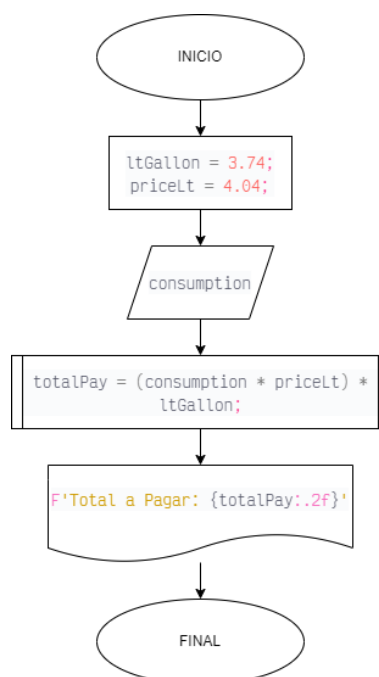 INICIO
ltGallon = 3.74;
priceLt = 4.04;
consumption
totalPay = (consumption * priceLt) *
ltGallon;
F'Total a Pagar: {totalPay:.2f}'
FINAL